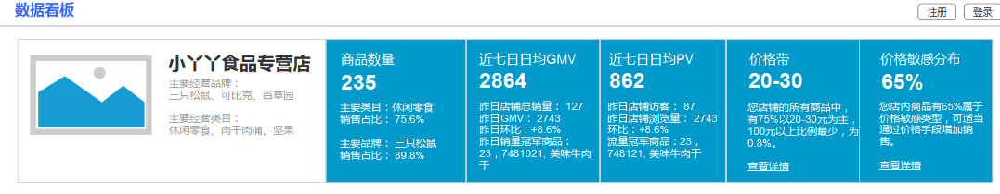 数据看板
注册
登录
小丫丫食品专营店
主要经营品牌：
三只松鼠、可比克、百草园
主要经营类目：
休闲零食、肉干肉蒲、坚果
商品数量
235
主要类目：休闲零食
销售占比： 75.6%
主要品牌： 三只松鼠
销售占比： 89.8%
近七日日均GMV
2864
昨日店铺总销量： 127
昨日GMV： 2743
昨日环比：+8.6%
昨日销量冠军商品：
23，7481021, 美味牛肉
干
近七日日均PV
862
昨日店铺访客： 87
昨日店铺浏览量： 2743
环比：+8.6%
流量冠军商品：23，
7481021, 美味牛肉干
价格带
20-30
您店铺的所有商品中，
有75%以20-30元为主，
100元以上比例最少，为
0.8%。
查看详情
价格敏感分布
65%
您店内商品有65%属于
价格敏感类型，可适当
通过价格手段增加销
售。
查看详情